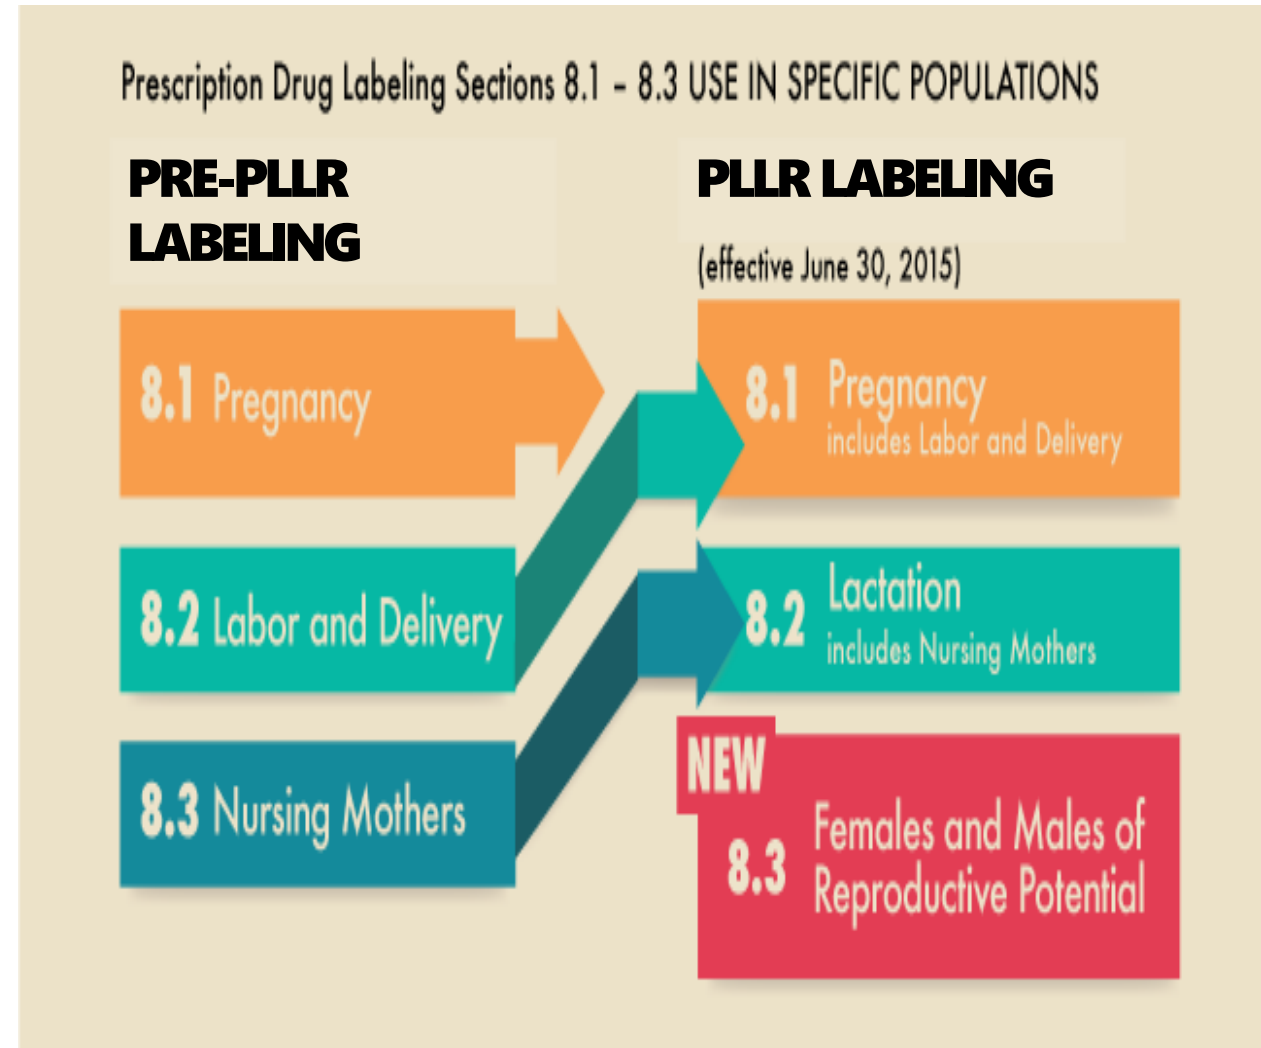 Prescription Drug Labeling Sections 8.1 – 8.3 USE IN SPECIFIC POPULATIONS
PRE-PLLR
LABELING
8.1 Pregnancy
8.2 Labor and Delivery
8.3 Nursing Mothers
PLLR LABELING
(effective June 30, 2015)
8.1 Pregnancy
includes Labor and Delivery
8.2 Lactation
includes Nursing Mothers
NEW
8.3 Females and Males of
Reproductive Potential